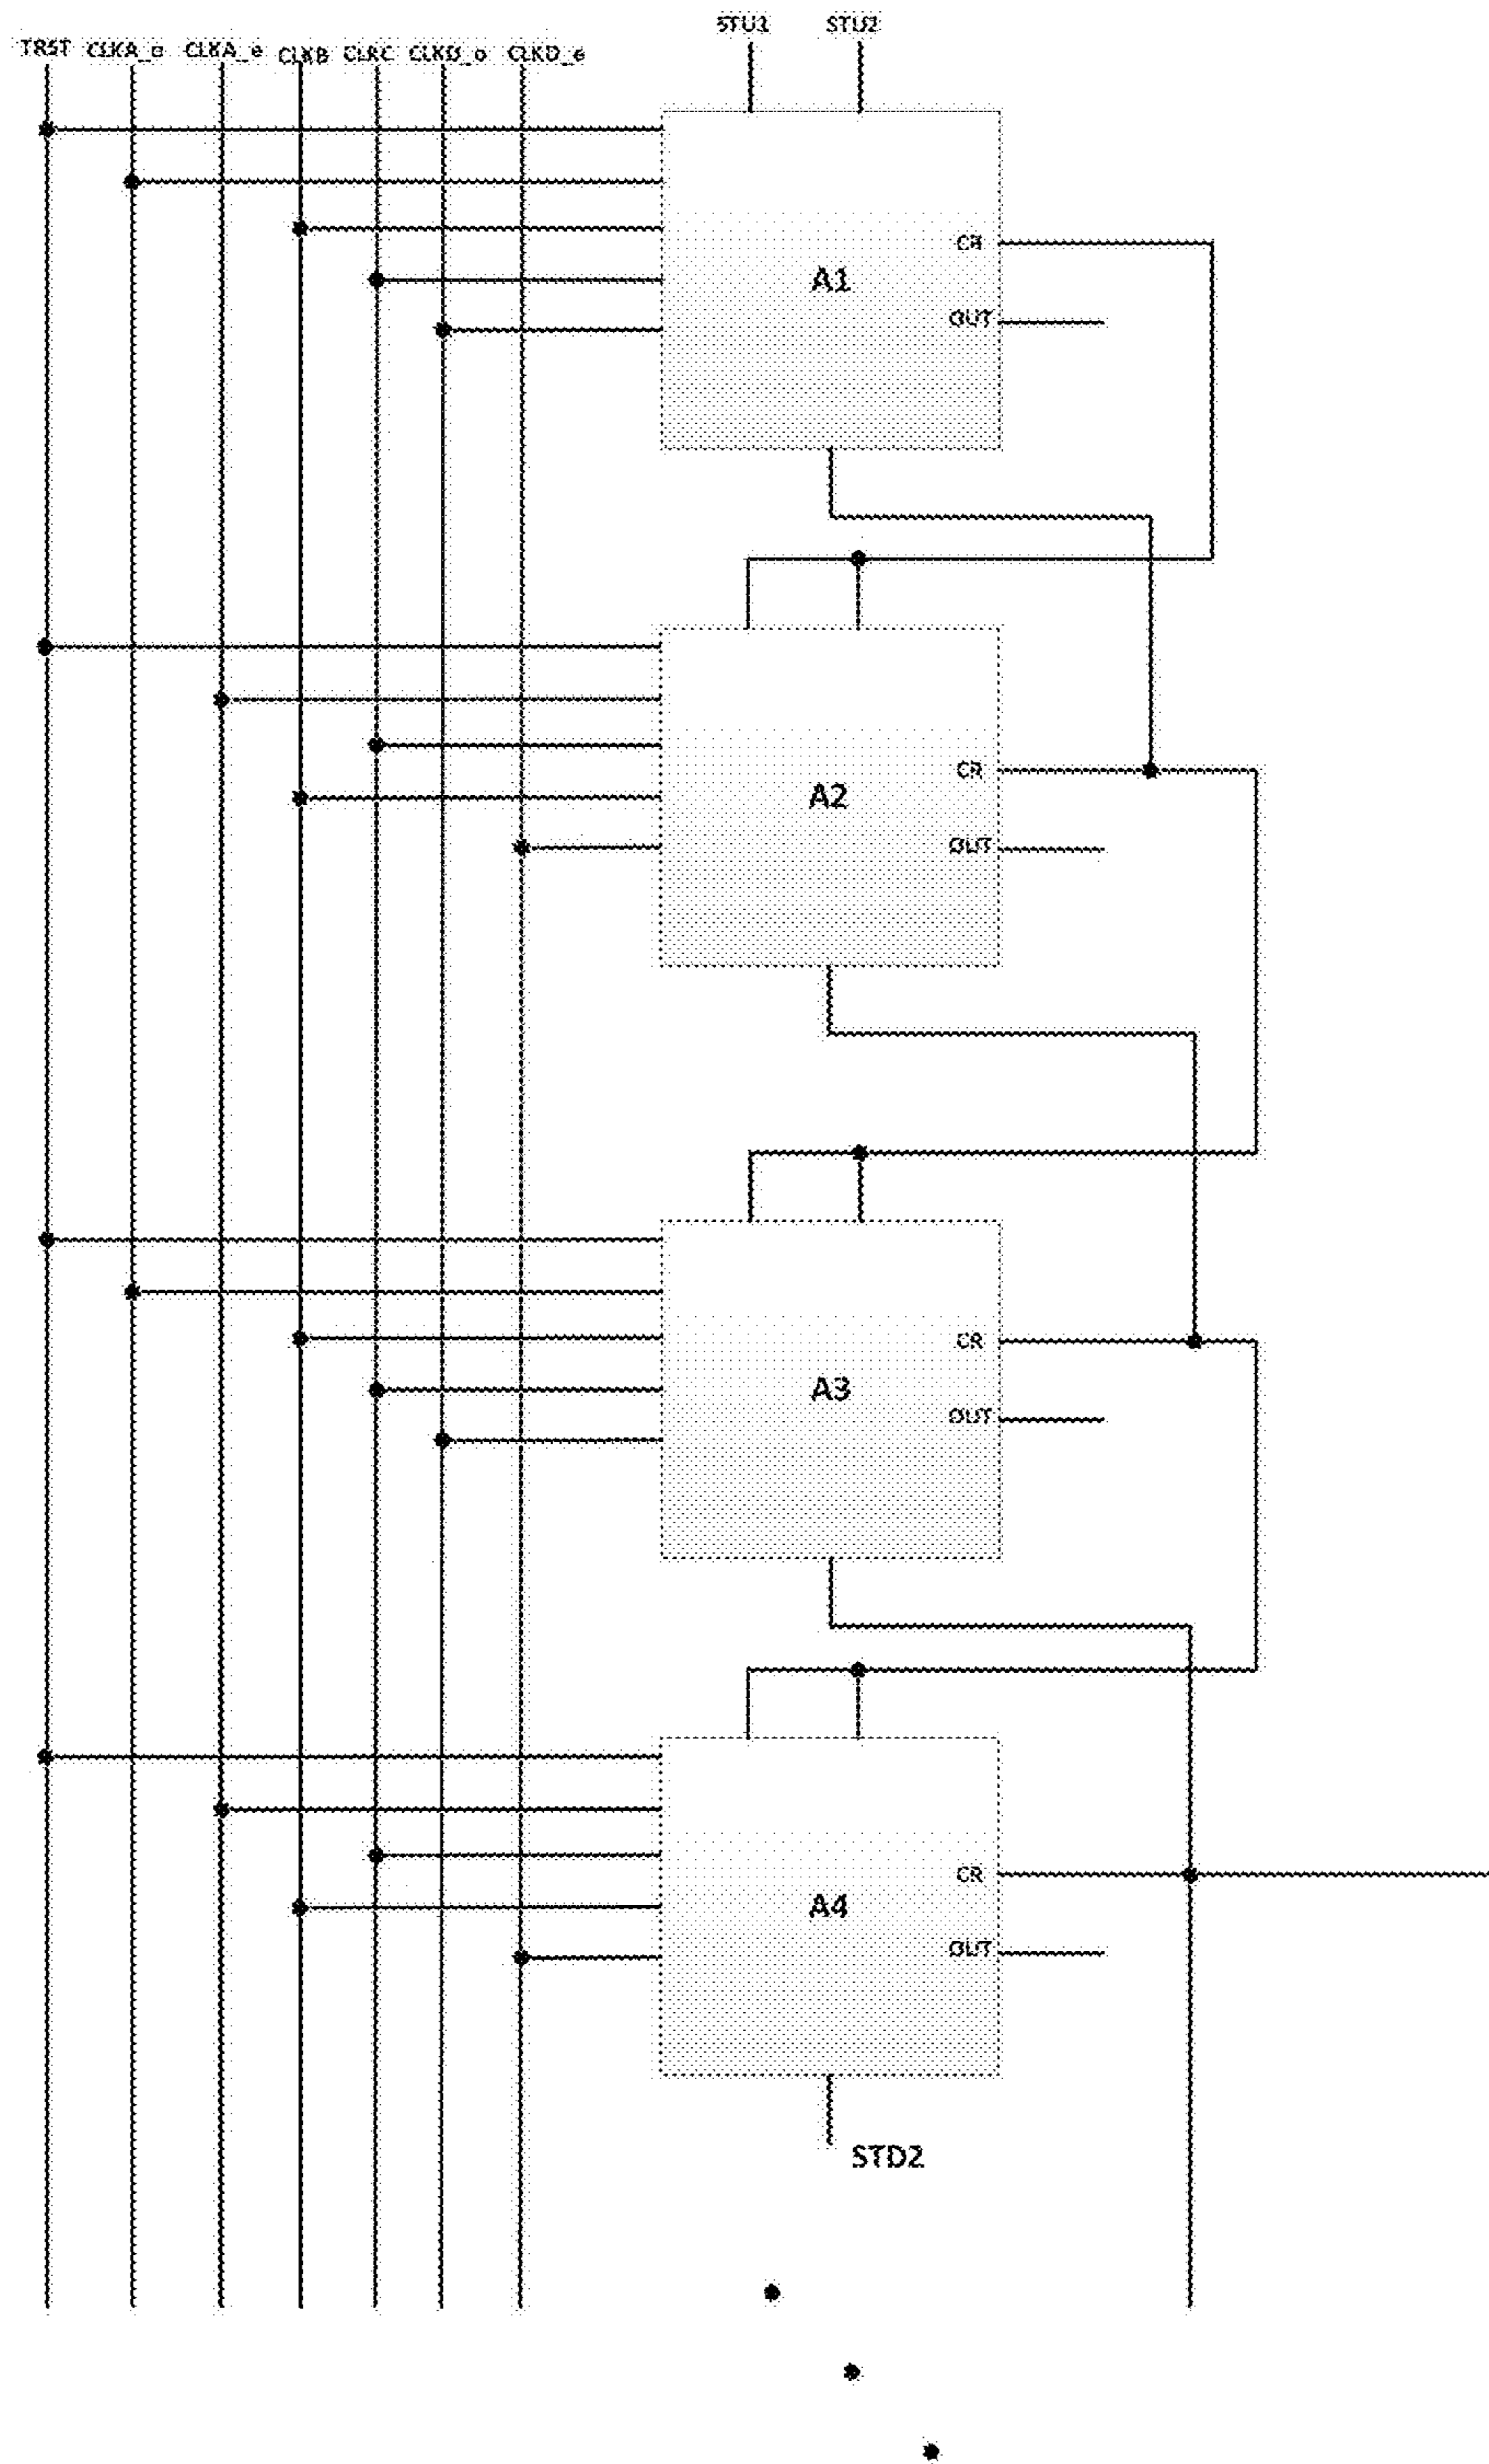 STU1 STU2
TRST CLKA_o CLKA_e CLKB CLKC CLKD_o CLKD_e
CR
A1
OUT
CR
A2
OUT
CR
A3
OUT
CR
A4
OUT
STD2